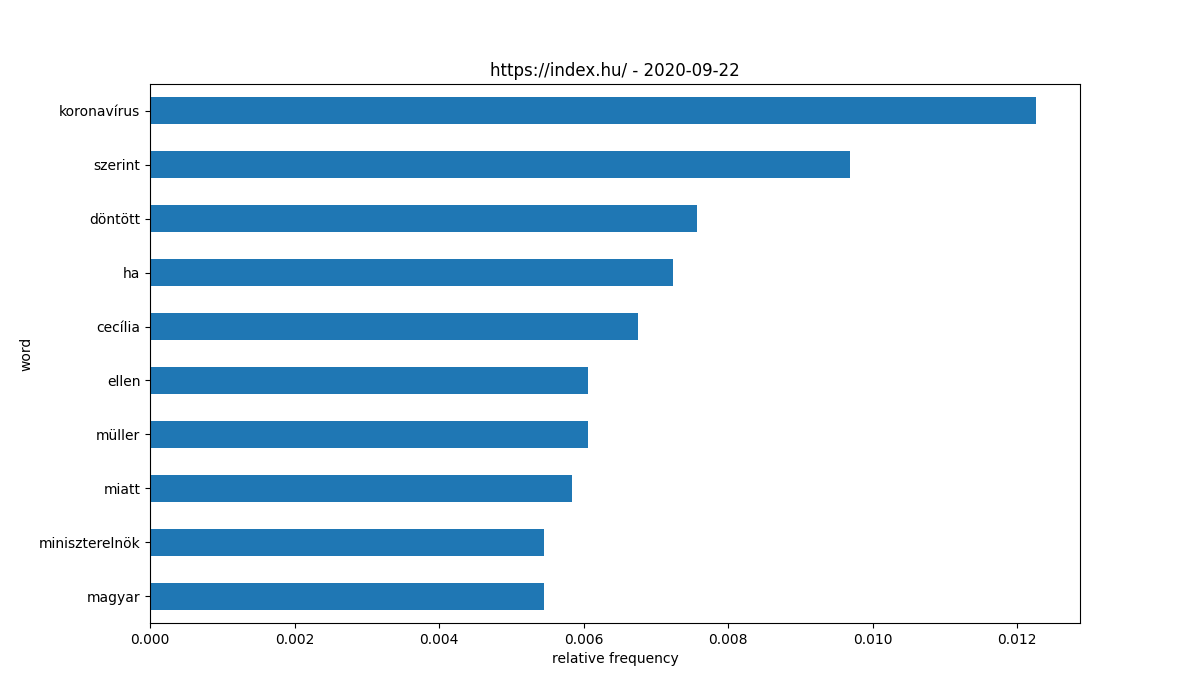 https://index.hu/ - 2020-09-22
koronavírus
szerint
döntött
ha
cecília
ellen
müller
miatt
miniszterelnök
magyar
word
0.000 0.002 0.004 0.006 0.008 0.010 0.012
relative frequency